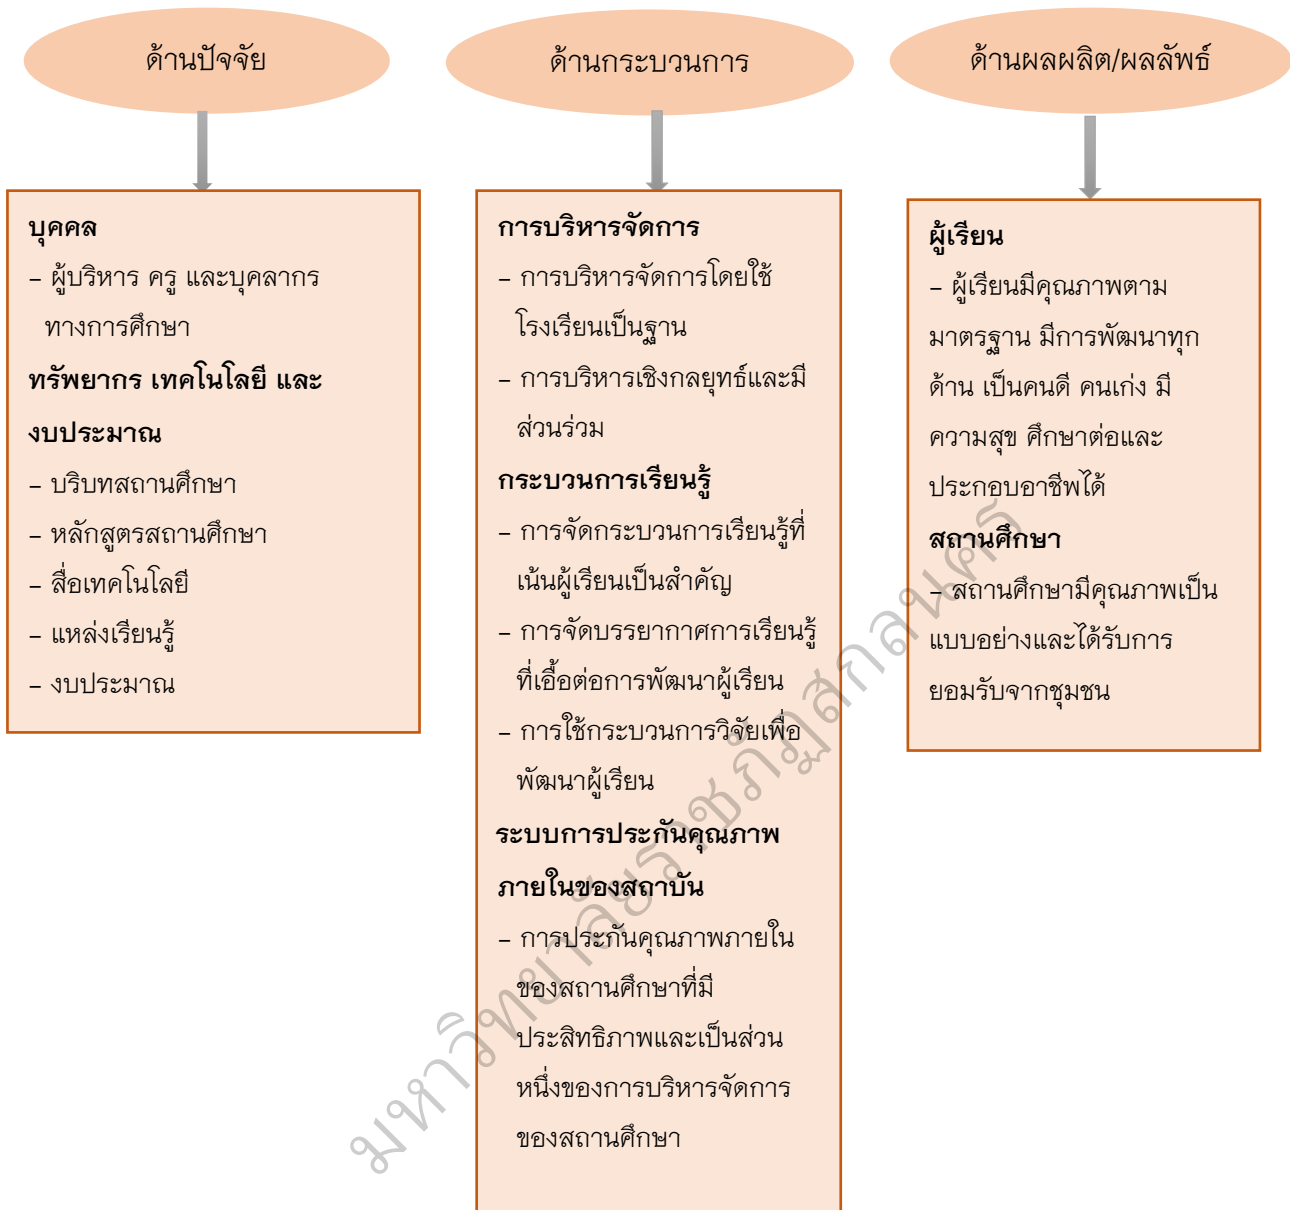 ด้านปัจจัย
บุคคล
– ผู้บริหาร ครู และบุคลากร
ทางการศึกษา
ทรัพยากร เทคโนโลยี และ
งบประมาณ
– บริบทสถานศึกษา
– หลักสูตรสถานศึกษา
– สื่อเทคโนโลยี
– แหล่งเรียนรู้
– งบประมาณ
ด้านกระบวนการ
การบริหารจัดการ
– การบริหารจัดการโดยใช้
โรงเรียนเป็นฐาน
– การบริหารเชิงกลยุทธ์และมี
ส่วนร่วม
กระบวนการเรียนรู้
– การจัดกระบวนการเรียนรู้ที่
เน้นผู้เรียนเป็นสำคัญ
– การจัดบรรยากาศการเรียนรู้
ที่เอื้อต่อการพัฒนาผู้เรียน
– การใช้กระบวนการวิจัยเพื่อ
พัฒนาผู้เรียน
ระบบการประกันคุณภาพ
ภายในของสถาบัน
– การประกันคุณภาพภายใน
ของสถานศึกษาที่มี
ประสิทธิภาพและเป็นส่วน
หนึ่งของการบริหารจัดการ
ของสถานศึกษา
ด้านผลผลิต/ผลลัพธ์
ผู้เรียน
– ผู้เรียนมีคุณภาพตาม
มาตรฐาน มีการพัฒนาทุก
ด้าน เป็นคนดี คนเก่ง มี
ความสุข ศึกษาต่อและ
ประกอบอาชีพได้
สถานศึกษา
– สถานศึกษามีคุณภาพเป็น
แบบอย่างและได้รับการ
ยอมรับจากชุมชน
มหาวิทยาลัยราชภัฏสกลนคร